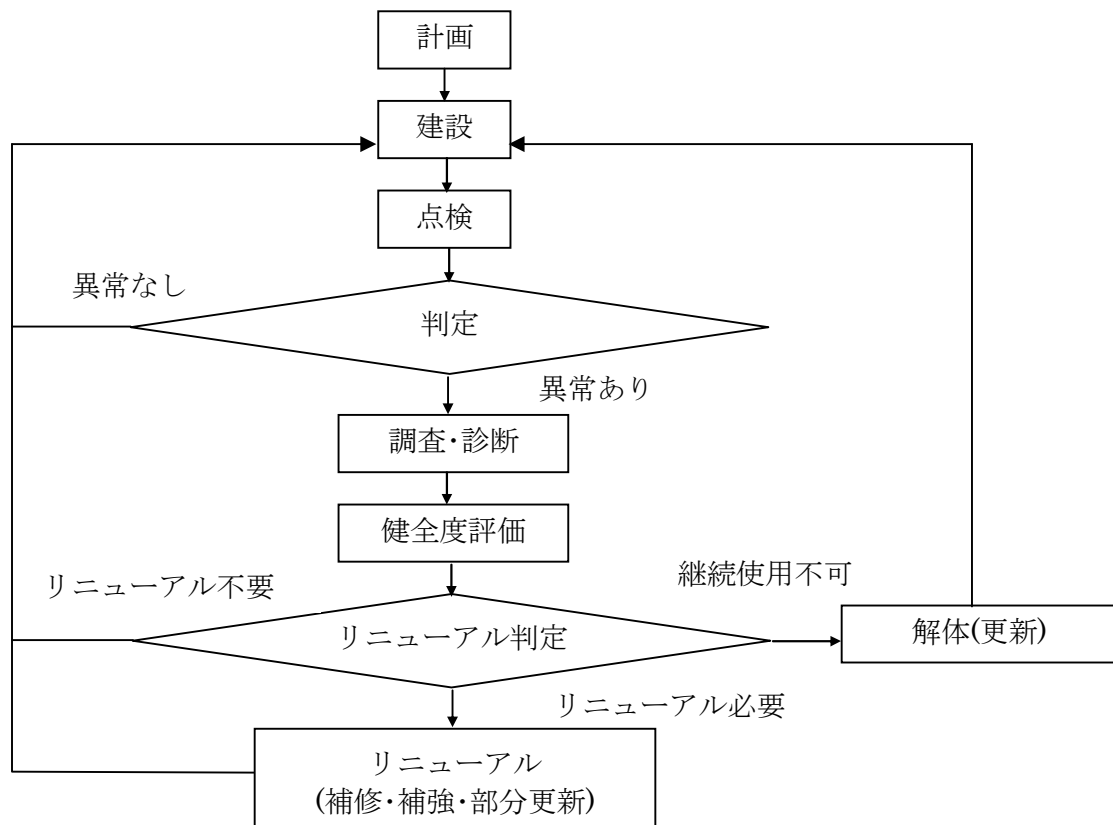 計画
建設
点検
異常なし
判定
異常あり
調査・診断
健全度評価
継続使用不可
リニューアル不要
解体(更新)
リニューアル判定
リニューアル必要
リニューアル
(補修・補強・部分更新)